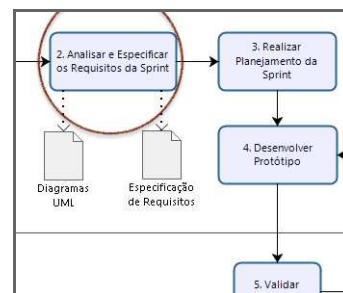 2. Analisar e Especificar
os Requisitos da Sprint
3. Realizar
Planejamento da
Sprint
Diagramas
UML
Especificação
de Requisitos
4. Desenvolver
Protótipo
5. Validar